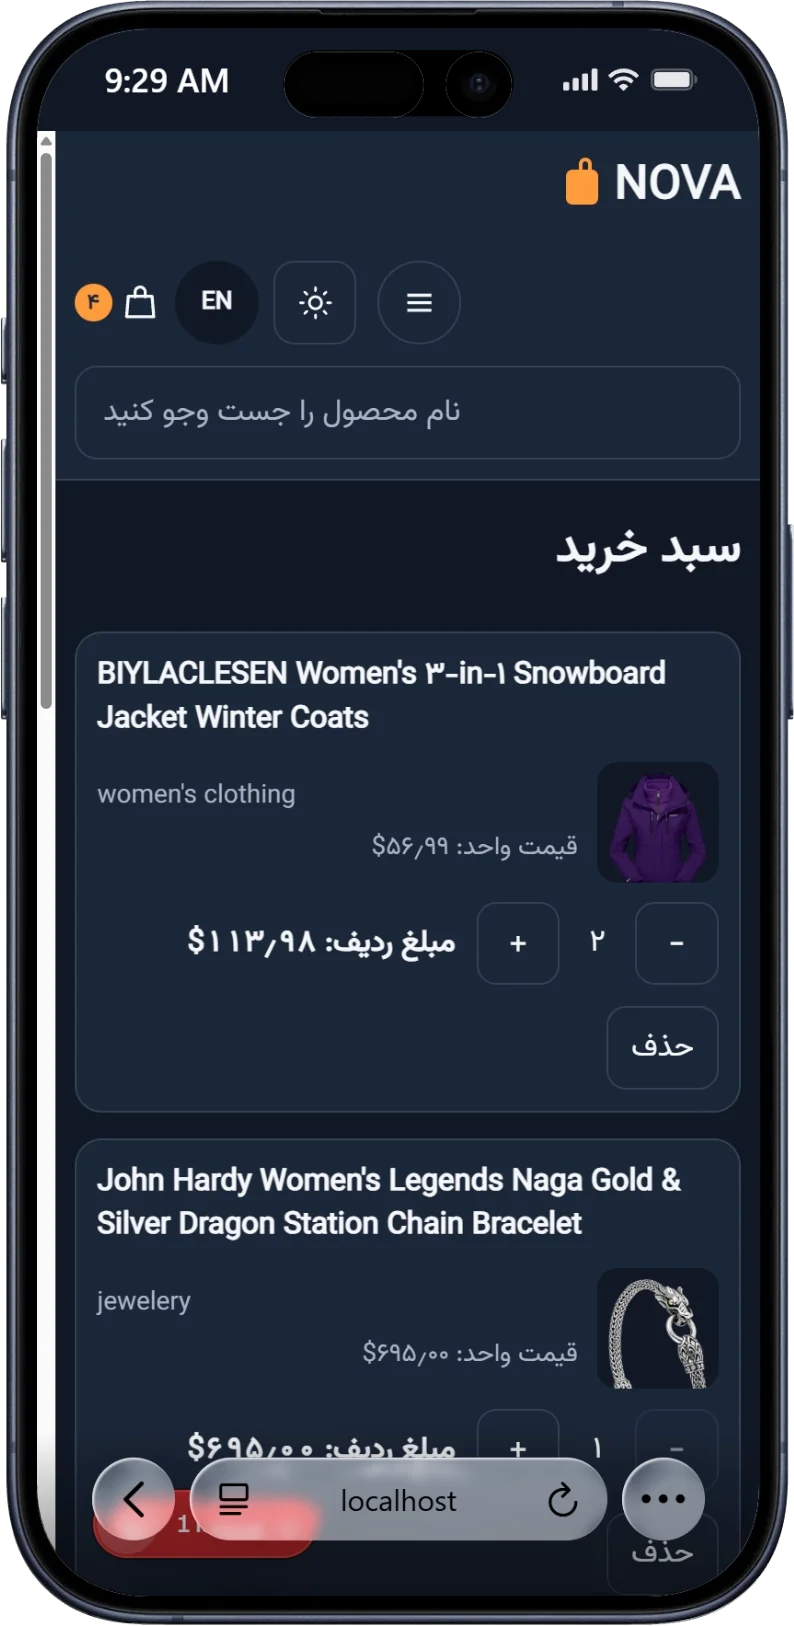 9:29 AM
NOVA
۴
EN
نام محصول را جست وجو کنید
سبد خرید
BIYLACLESEN Women's ۳-in-۱ Snowboard
Jacket Winter Coats
women's clothing
قیمت واحد: $۵۶٫۹۹
-
۲
+
مبلغ ردیف: $۱۱۳٫۹۸
حذف
John Hardy Women's Legends Naga Gold &
Silver Dragon Station Chain Bracelet
jewelery
قیمت واحد: $۶۹۵٫۰۰
-
۱
+
مبلغ ردیف: $۶۹۵٫۰۰
localhost
حذف